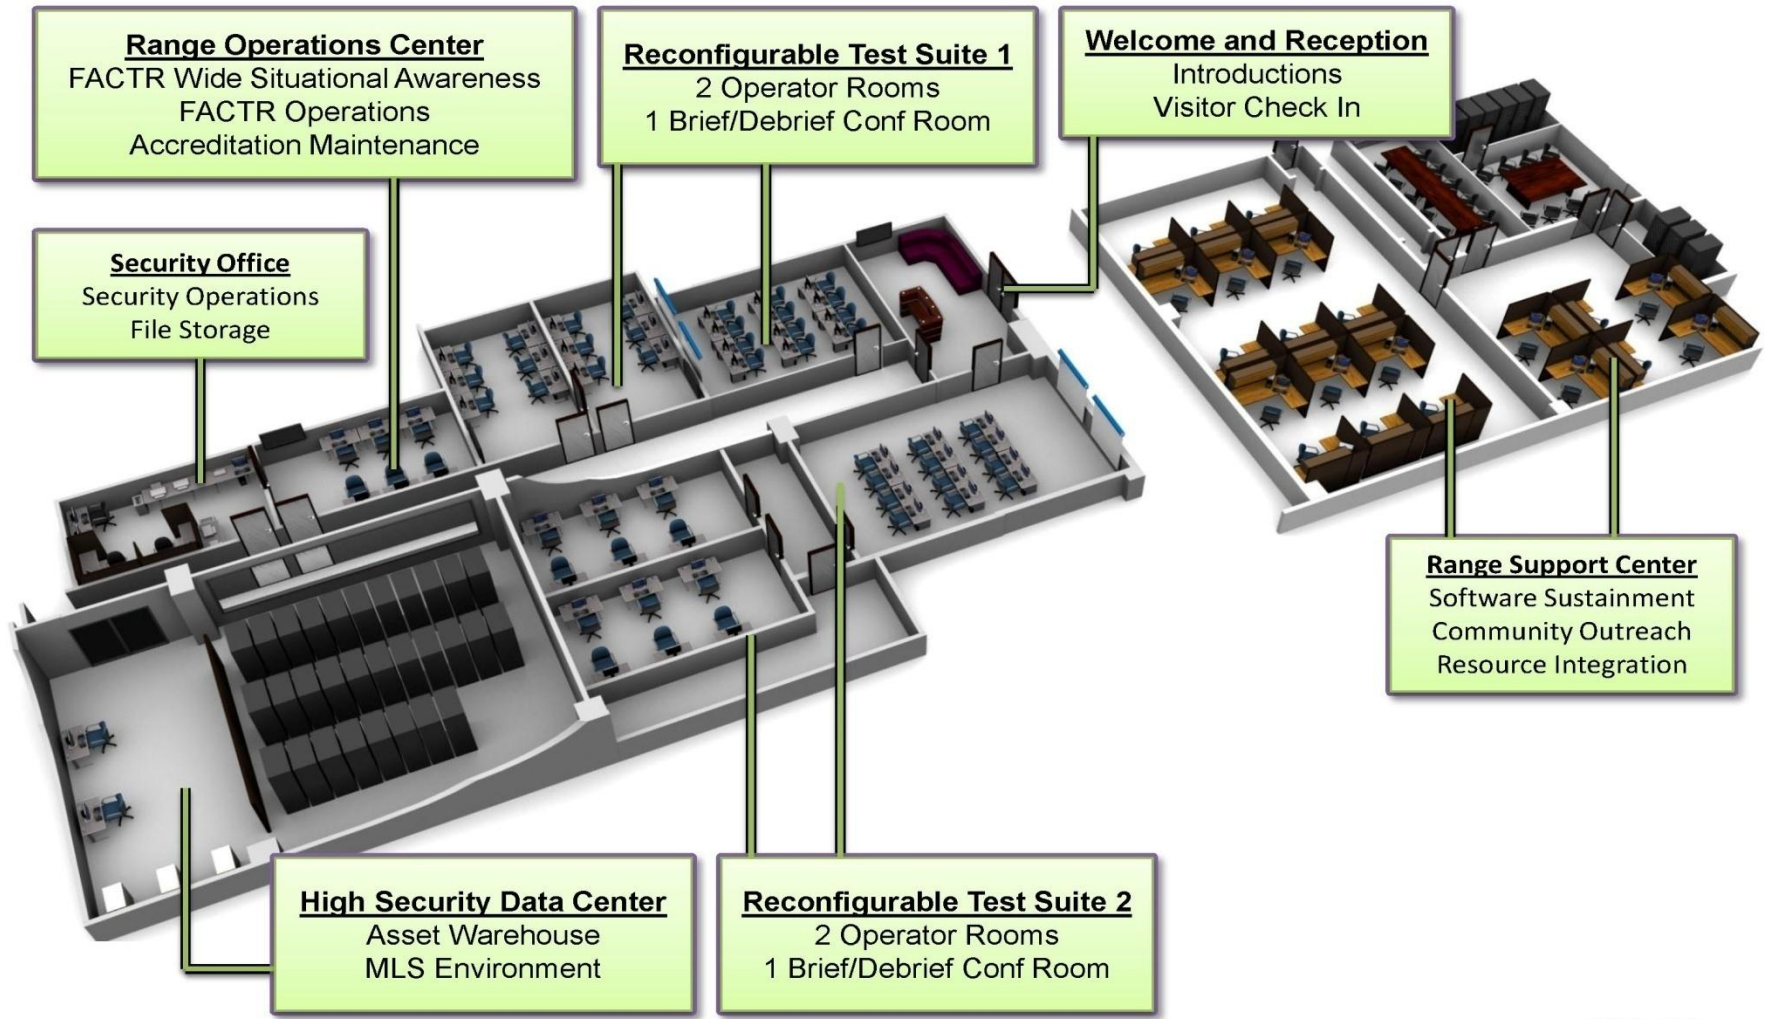 Range Operations Center
FACTR Wide Situational Awareness
FACTR Operations
Accreditation Maintenance
Reconfigurable Test Suite 1
2 Operator Rooms
1 Brief/Debrief Conf Room
Welcome and Reception
Introductions
Visitor Check In
Security Office
Security Operations
File Storage
Range Support Center
Software Sustainment
Community Outreach
Resource Integration
High Security Data Center
Asset Warehouse
MLS Environment
Reconfigurable Test Suite 2
2 Operator Rooms
1 Brief/Debrief Conf Room